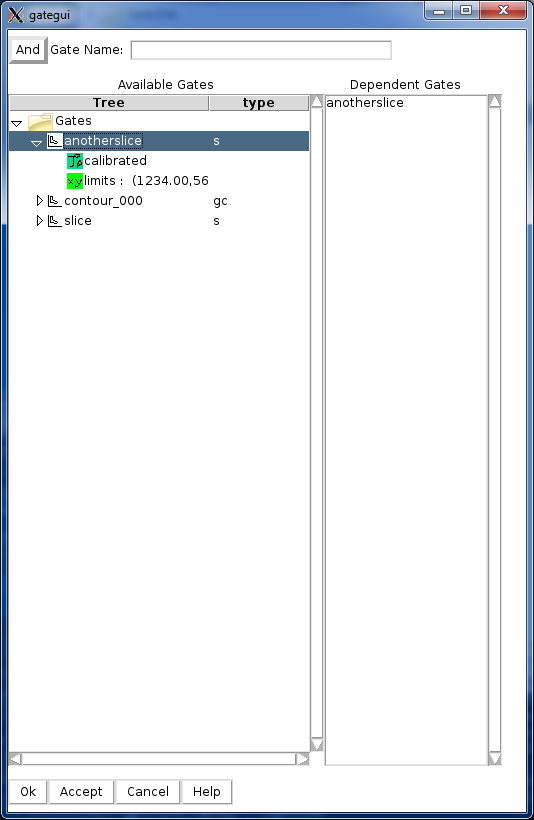 gategui
And Gate Name:
Available Gates Dependent Gates
Tree type anotherslice
Gates
anotherslice s
calibrated
xy limits : (1234.00,56
contour_000 gc
slice s
Ok Accept Cancel Help